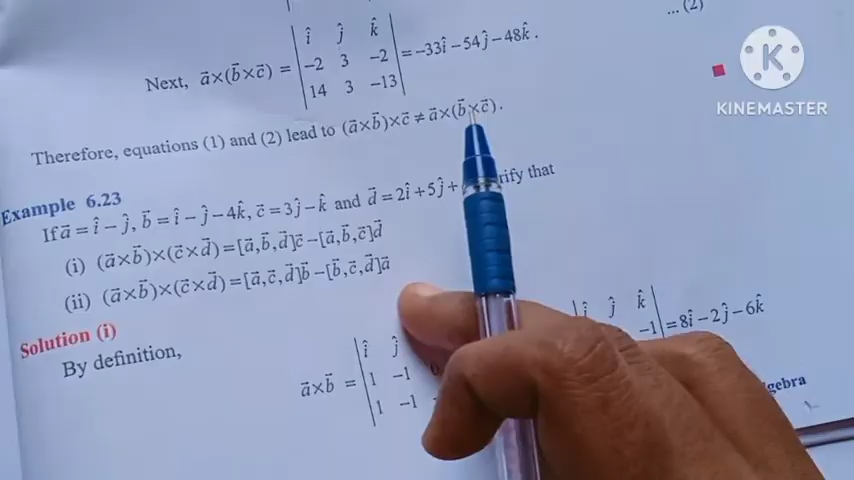 ... (2)
Next, a⃗×(b⃗×c⃗) = | î ĵ k̂ | = −33î−54ĵ−48k̂.
−2 3 −2
14 3 −13
KINEMASTER
Therefore, equations (1) and (2) lead to (a⃗×b⃗)×c⃗ ≠ a⃗×(b⃗×c⃗).
Example 6.23
If a⃗ = î−ĵ, b⃗ = î−ĵ−4k̂, c⃗ = 3ĵ−k̂ and d⃗ = 2î+5ĵ+ that
(i) (a⃗×b⃗)×(c⃗×d⃗) = [a⃗,b⃗,d⃗]c⃗−[a⃗,b⃗,c⃗]d⃗
(ii) (a⃗×b⃗)×(c⃗×d⃗) = [a⃗,c⃗,d⃗]b⃗−[b⃗,c⃗,d⃗]a⃗
Solution (i)
By definition,
a⃗×b⃗ = | î ĵ î ĵ k̂ | = 8î−2ĵ−6k̂
1 −1 −1
1 −1